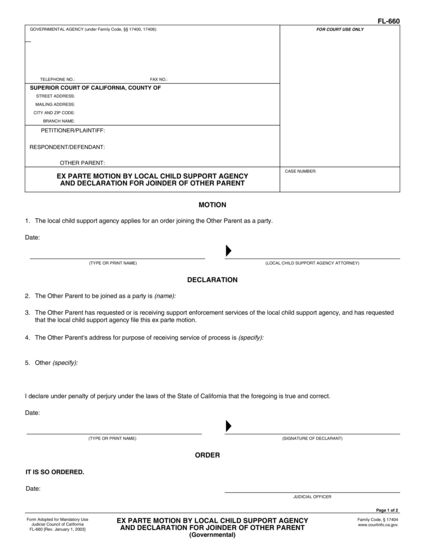 FL-660
GOVERNMENTAL AGENCY (under Family Code, §§ 17400, 17406):
FOR COURT USE ONLY
TELEPHONE NO.: FAX NO.:
SUPERIOR COURT OF CALIFORNIA, COUNTY OF
STREET ADDRESS:
MAILING ADDRESS:
CITY AND ZIP CODE:
BRANCH NAME:
PETITIONER/PLAINTIFF:
RESPONDENT/DEFENDANT:
OTHER PARENT:
EX PARTE MOTION BY LOCAL CHILD SUPPORT AGENCY
AND DECLARATION FOR JOINDER OF OTHER PARENT
CASE NUMBER:
MOTION
1. The local child support agency applies for an order joining the Other Parent as a party.
Date:
(TYPE OR PRINT NAME) (LOCAL CHILD SUPPORT AGENCY ATTORNEY)
DECLARATION
2. The Other Parent to be joined as a party is (name):
3. The Other Parent has requested or is receiving support enforcement services of the local child support agency, and has requested
that the local child support agency file this ex parte motion.
4. The Other Parent's address for purpose of receiving service of process is (specify):
5. Other (specify):
I declare under penalty of perjury under the laws of the State of California that the foregoing is true and correct.
Date:
(TYPE OR PRINT NAME) (SIGNATURE OF DECLARANT)
ORDER
IT IS SO ORDERED.
Date:
JUDICIAL OFFICER
Page 1 of 2
Form Adopted for Mandatory Use
Judicial Council of California
FL-660 [Rev. January 1, 2003]
EX PARTE MOTION BY LOCAL CHILD SUPPORT AGENCY
AND DECLARATION FOR JOINDER OF OTHER PARENT
(Governmental)
Family Code, § 17404
www.courtinfo.ca.gov